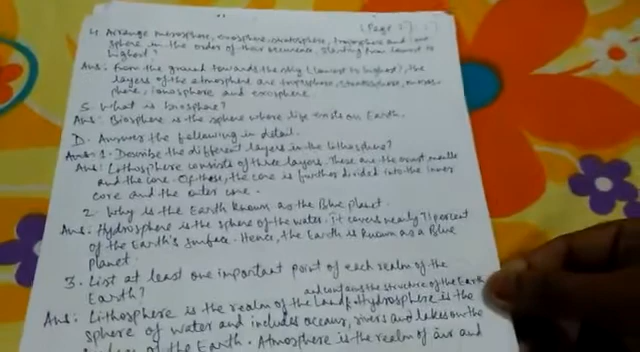 4. Arrange mesosphere, exosphere, stratosphere, troposphere and iono
sphere in the order of their occurrence, starting from lowest to
highest?
Ans: From the ground towards the sky (lowest to highest), the
layers of the atmosphere are troposphere, stratosphere, mesos-
phere, ionosphere and exosphere.
5. What is biosphere?
Ans: Biosphere is the sphere where life exists on Earth.
D. Answer the following in detail.
1. Describe the different layers in the lithosphere?
Ans: Lithosphere consists of three layers. These are the crust mantle
and the core. Of these, the core is further divided into the inner
core and the outer core.
2. Why is the Earth known as the Blue planet.
Ans: Hydrosphere is the sphere of the water. it covers nearly 71 percent
of the Earth's surface. Hence, the Earth is known as a Blue
planet.
3. List at least one important point of each realm of the
Earth?
and contains the structure of the Earth
Ans: Lithosphere is the realm of the land Hydrosphere is the
sphere of water and includes oceans, rivers and lakes on the
of the Earth. Atmosphere is the realm of air and